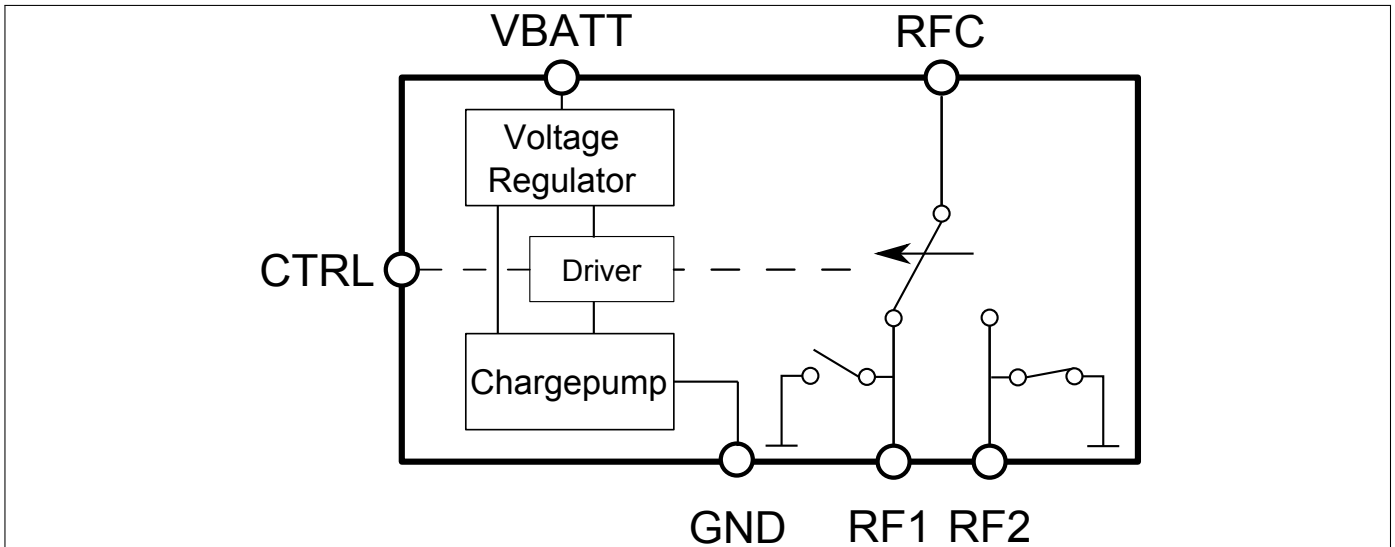 VBATT
RFC
Voltage
Regulator
CTRL
Driver
Chargepump
GND
RF1
RF2